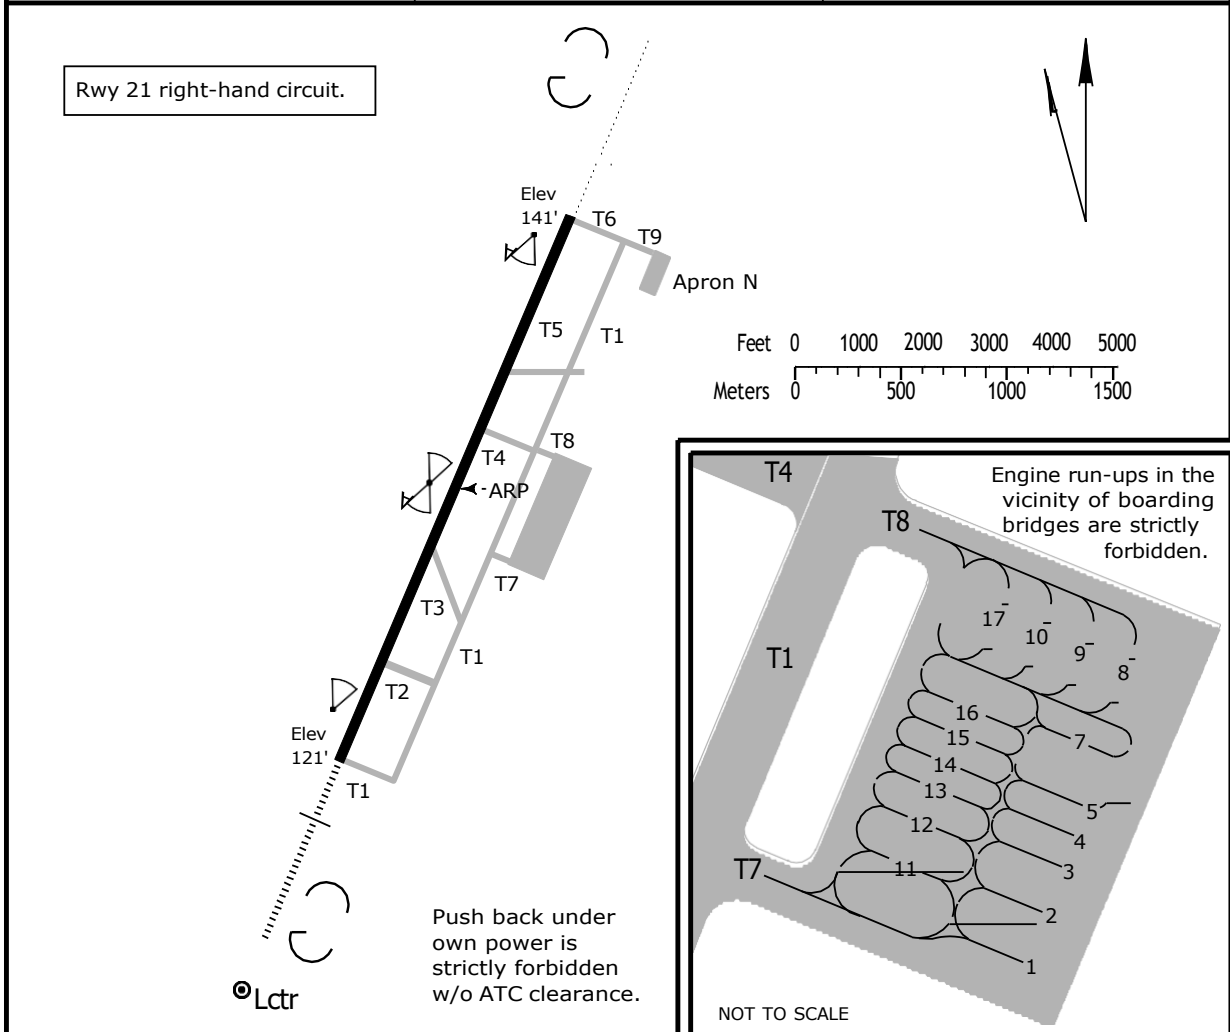 Rwy 21 right-hand circuit.
Elev
141'
T6
T9
Apron N
T5
T1
Feet 0 1000 2000 3000 4000 5000
Meters 0 500 1000 1500
T8
T4
ARP
T7
T3
T1
T2
Elev
121'
T1
Lctr
Push back under
own power is
strictly forbidden
w/o ATC clearance.
T4
Engine run-ups in the
vicinity of boarding
bridges are strictly
forbidden.
T8
17
10
9
8
T1
16
7
15
14
13
5
12
4
11
3
T7
2
1
NOT TO SCALE